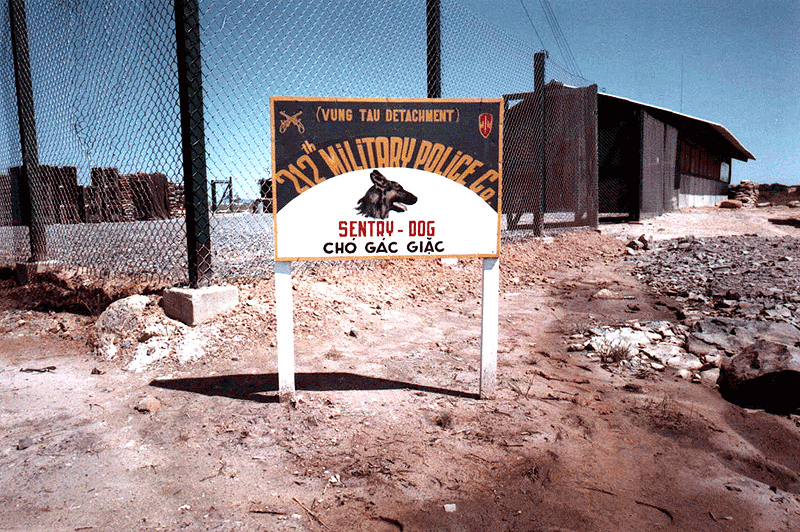 (VUNG TAU DETACHMENT)
212th MILITARY POLICE Co.
SENTRY - DOG
CHÓ GÁC GIẶC